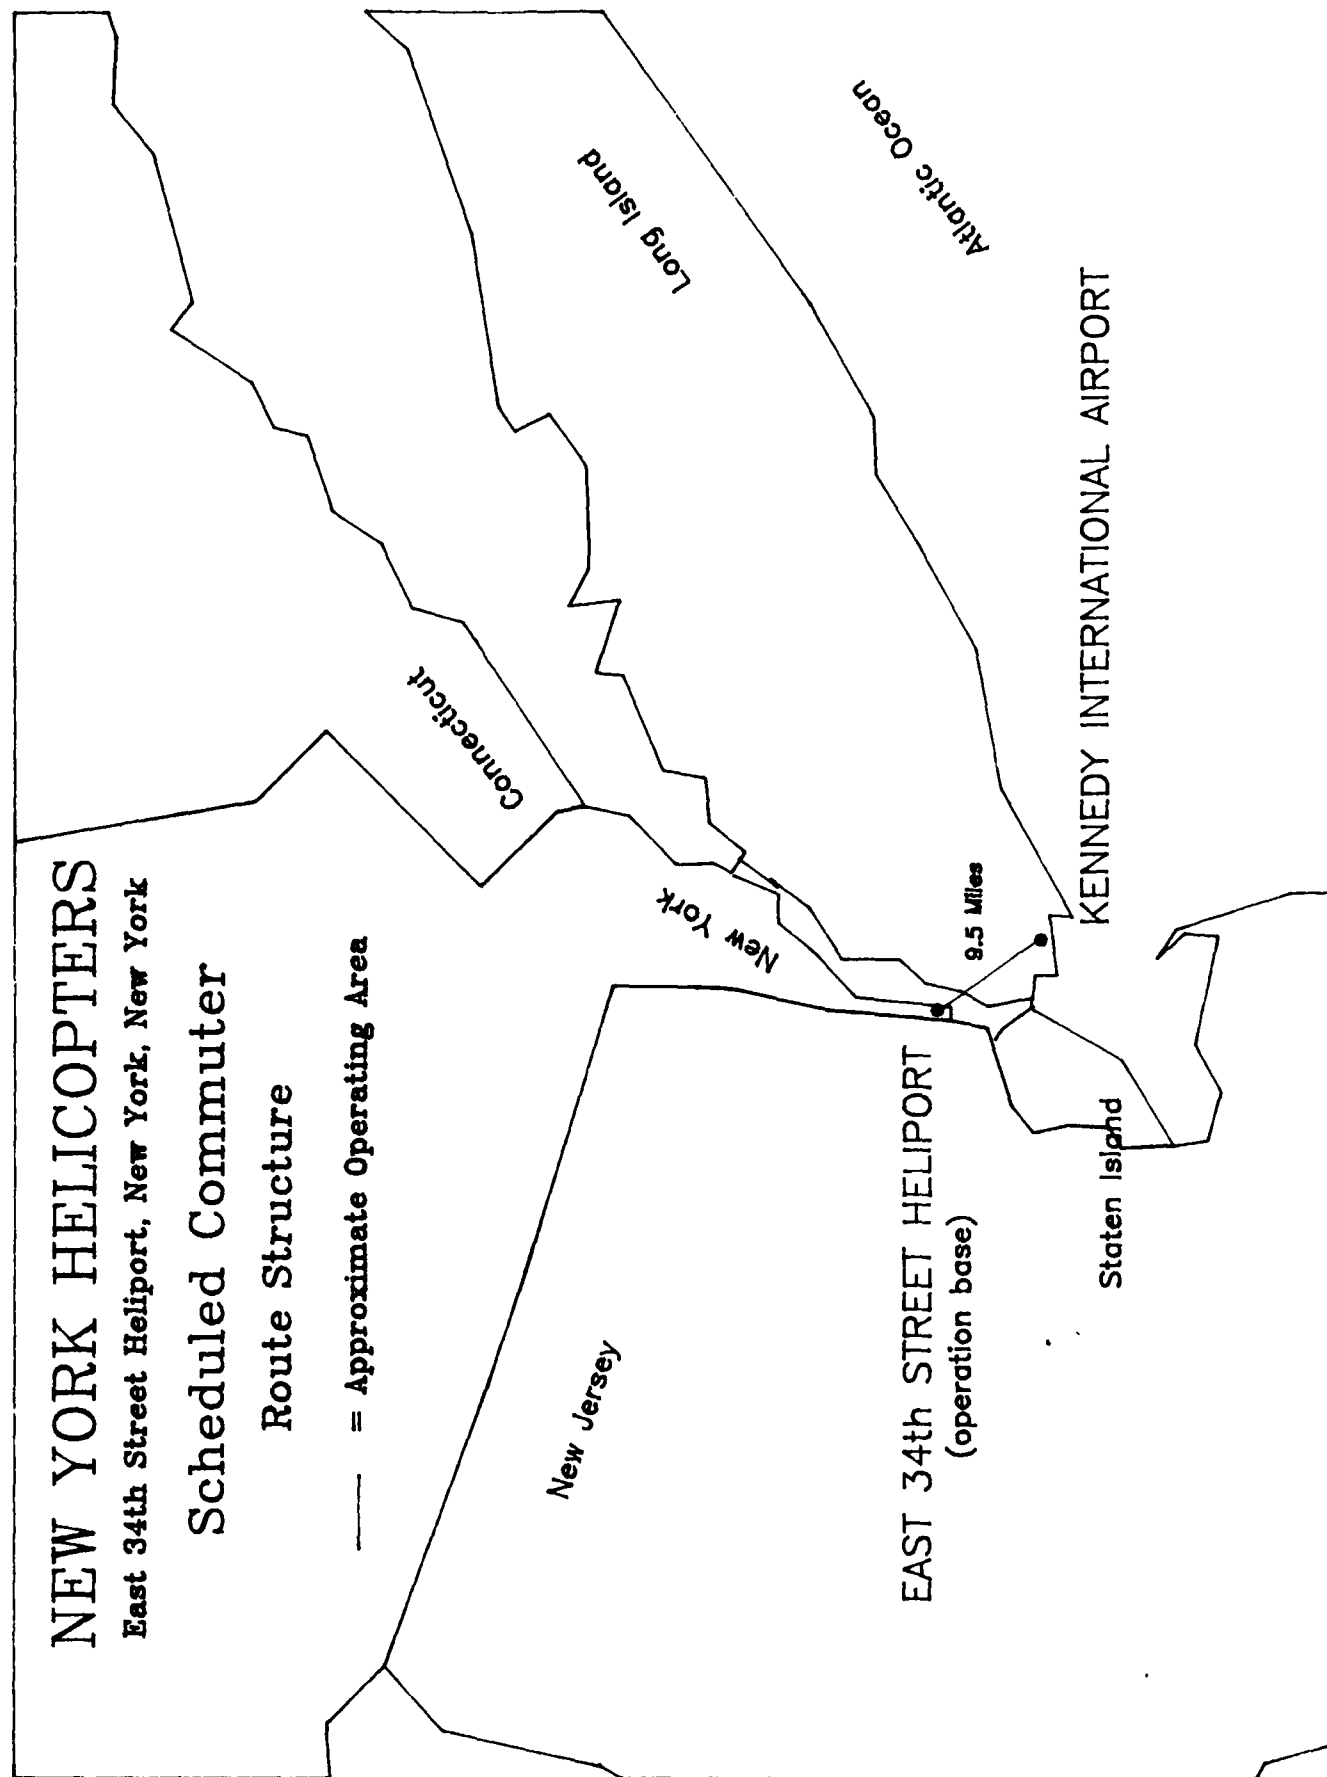 NEW YORK HELICOPTERS
East 34th Street Heliport, New York, New York
Scheduled Commuter
Route Structure
= Approximate Operating Area
Connecticut
Long Island
Atlantic Ocean
New York
New Jersey
9.5 Miles
EAST 34th STREET HELIPORT
(operation base)
KENNEDY INTERNATIONAL AIRPORT
Staten Island